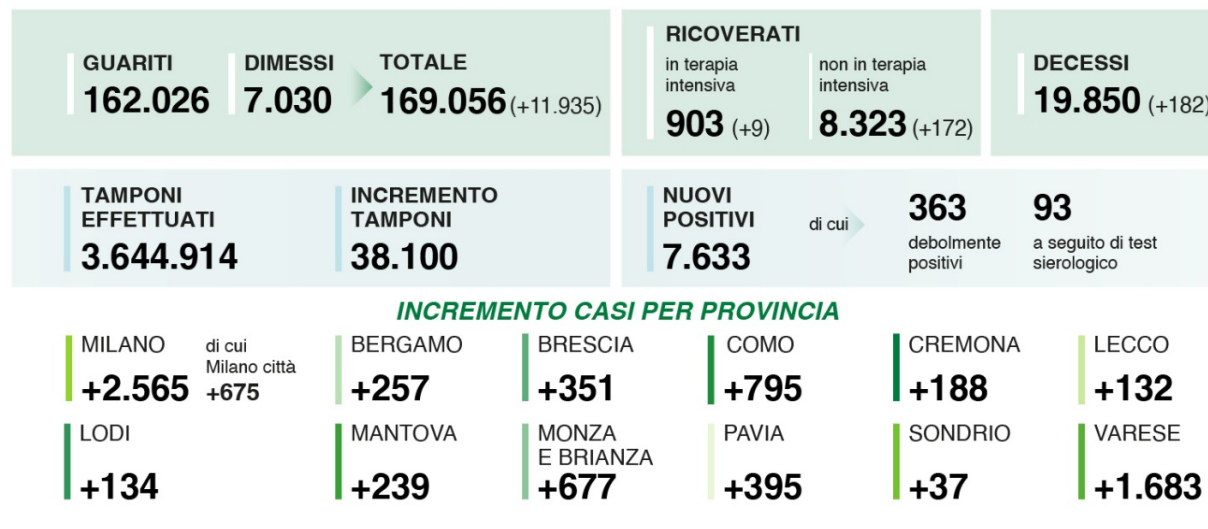 GUARITI
162.026
DIMESSI
7.030
TOTALE
169.056 (+11.935)
RICOVERATI
in terapia
intensiva
903 (+9)
non in terapia
intensiva
8.323 (+172)
DECESSI
19.850 (+182)
TAMPONI
EFFETTUATI
3.644.914
INCREMENTO
TAMPONI
38.100
NUOVI
POSITIVI
7.633
di cui
363
debolmente
positivi
93
a seguito di test
sierologico
INCREMENTO CASI PER PROVINCIA
MILANO
+2.565
di cui
Milano città
+675
BERGAMO
+257
BRESCIA
+351
COMO
+795
CREMONA
+188
LECCO
+132
LODI
+134
MANTOVA
+239
MONZA
E BRIANZA
+677
PAVIA
+395
SONDRIO
+37
VARESE
+1.683